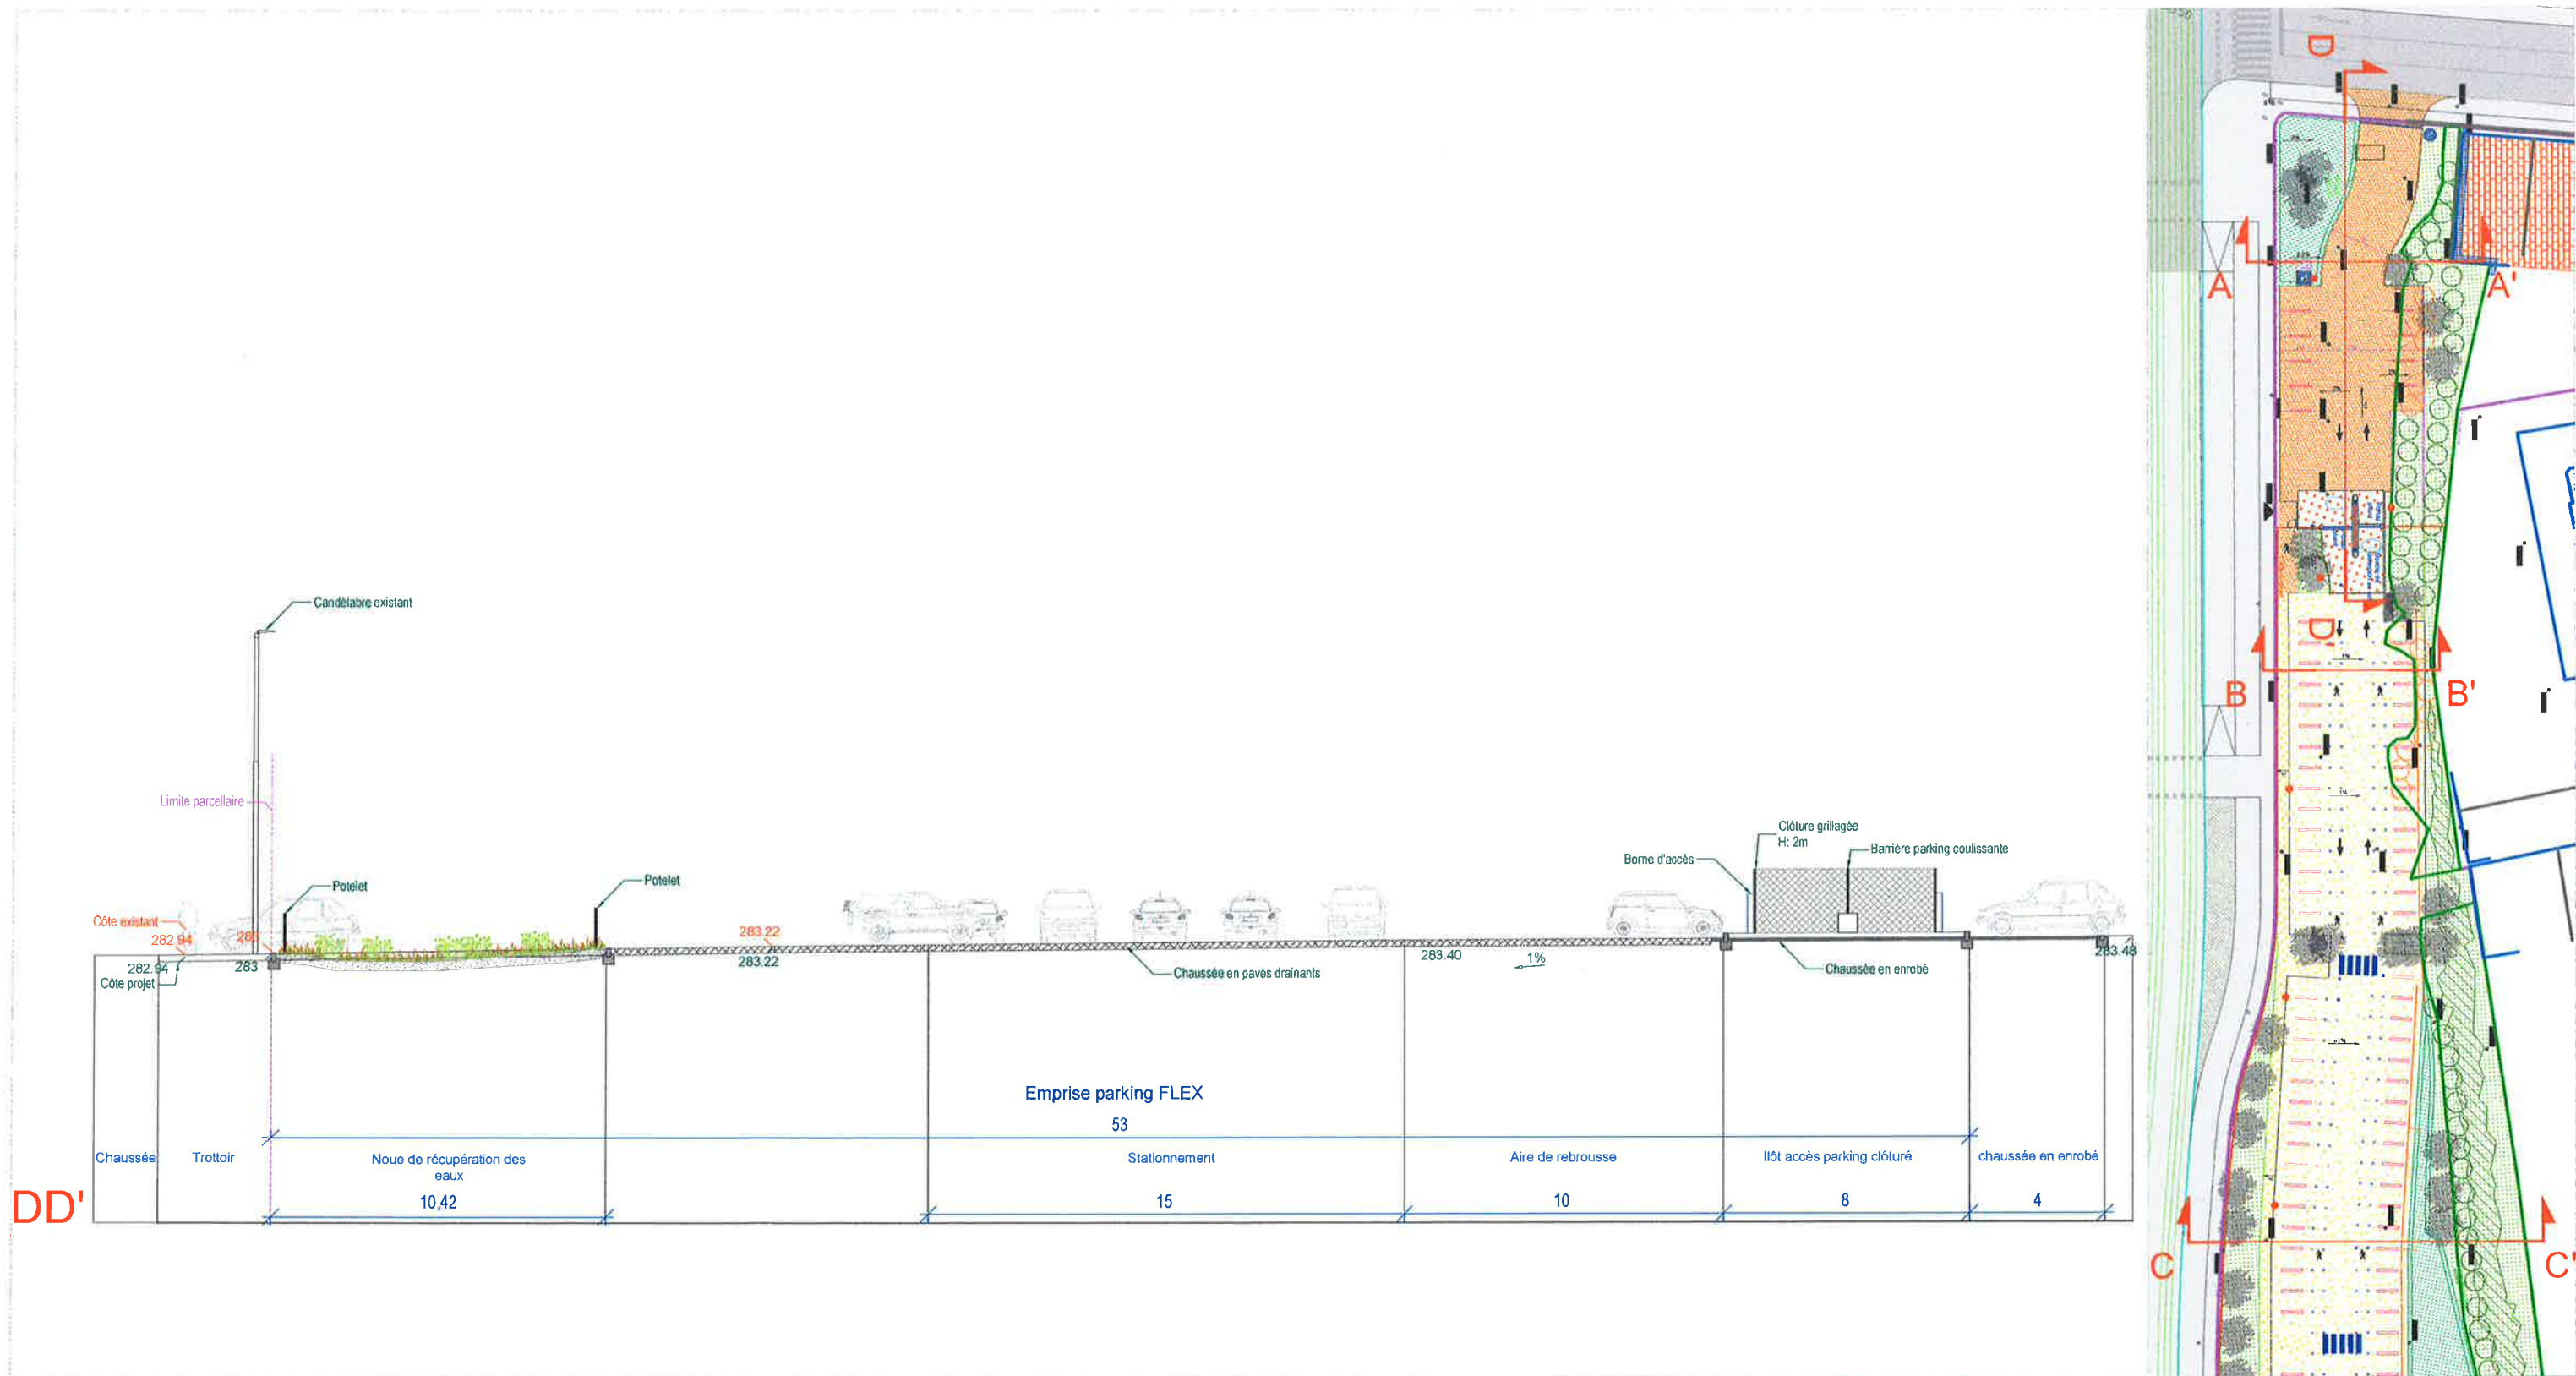 Candélabre existant
Limite parcellaire
Potelet
Potelet
Côte existant
282.94
283
283.22
282.94
283
283.22
Côte projet
Chaussée en pavés drainants
283.40
1%
Borne d'accès
Clôture grillagée
H: 2m
Barrière parking coulissante
Chaussée en enrobé
283.48
Emprise parking FLEX
53
Chaussée
Trottoir
Noue de récupération des
eaux
10,42
Stationnement
15
Aire de rebrousse
10
Ilôt accès parking clôturé
8
chaussée en enrobé
4
DD'
D
A
A'
D'
B
B'
C
C'